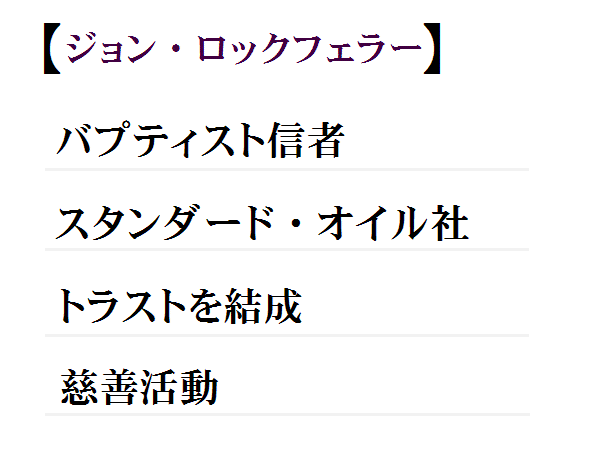 【ジョン・ロックフェラー】
バプティスト信者
スタンダード・オイル社
トラストを結成
慈善活動